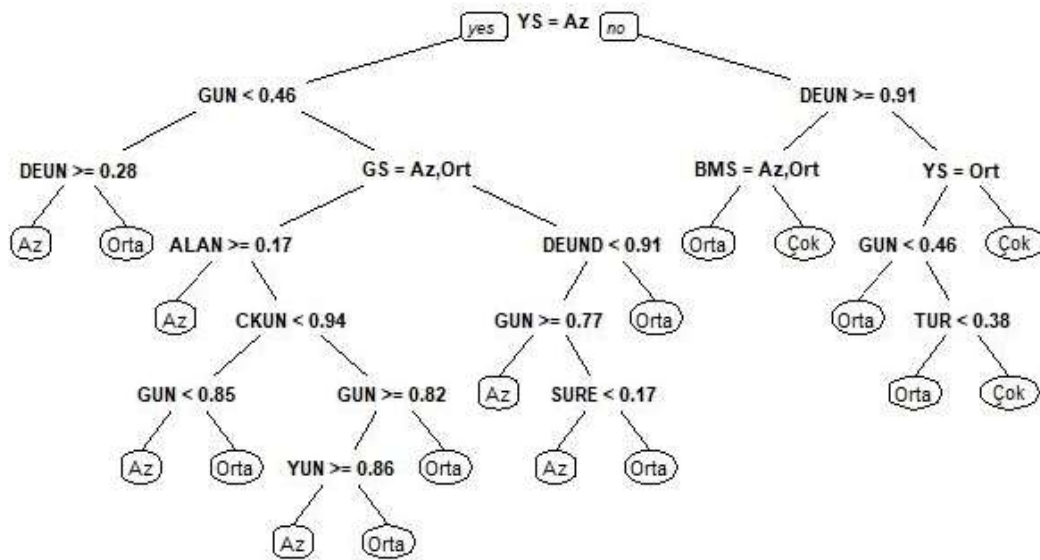 yes YS = Az no
GUN < 0.46 DEUN >= 0.91
DEUN >= 0.28 GS = Az,Ort BMS = Az,Ort YS = Ort
Az Orta ALAN >= 0.17 DEUND < 0.91 Orta Çok GUN < 0.46 Çok
Az CKUN < 0.94 GUN >= 0.77 Orta Orta TUR < 0.38
GUN < 0.85 GUN >= 0.82 Az SURE < 0.17 Orta Çok
Az Orta YUN >= 0.86 Orta Az Orta
Az Orta